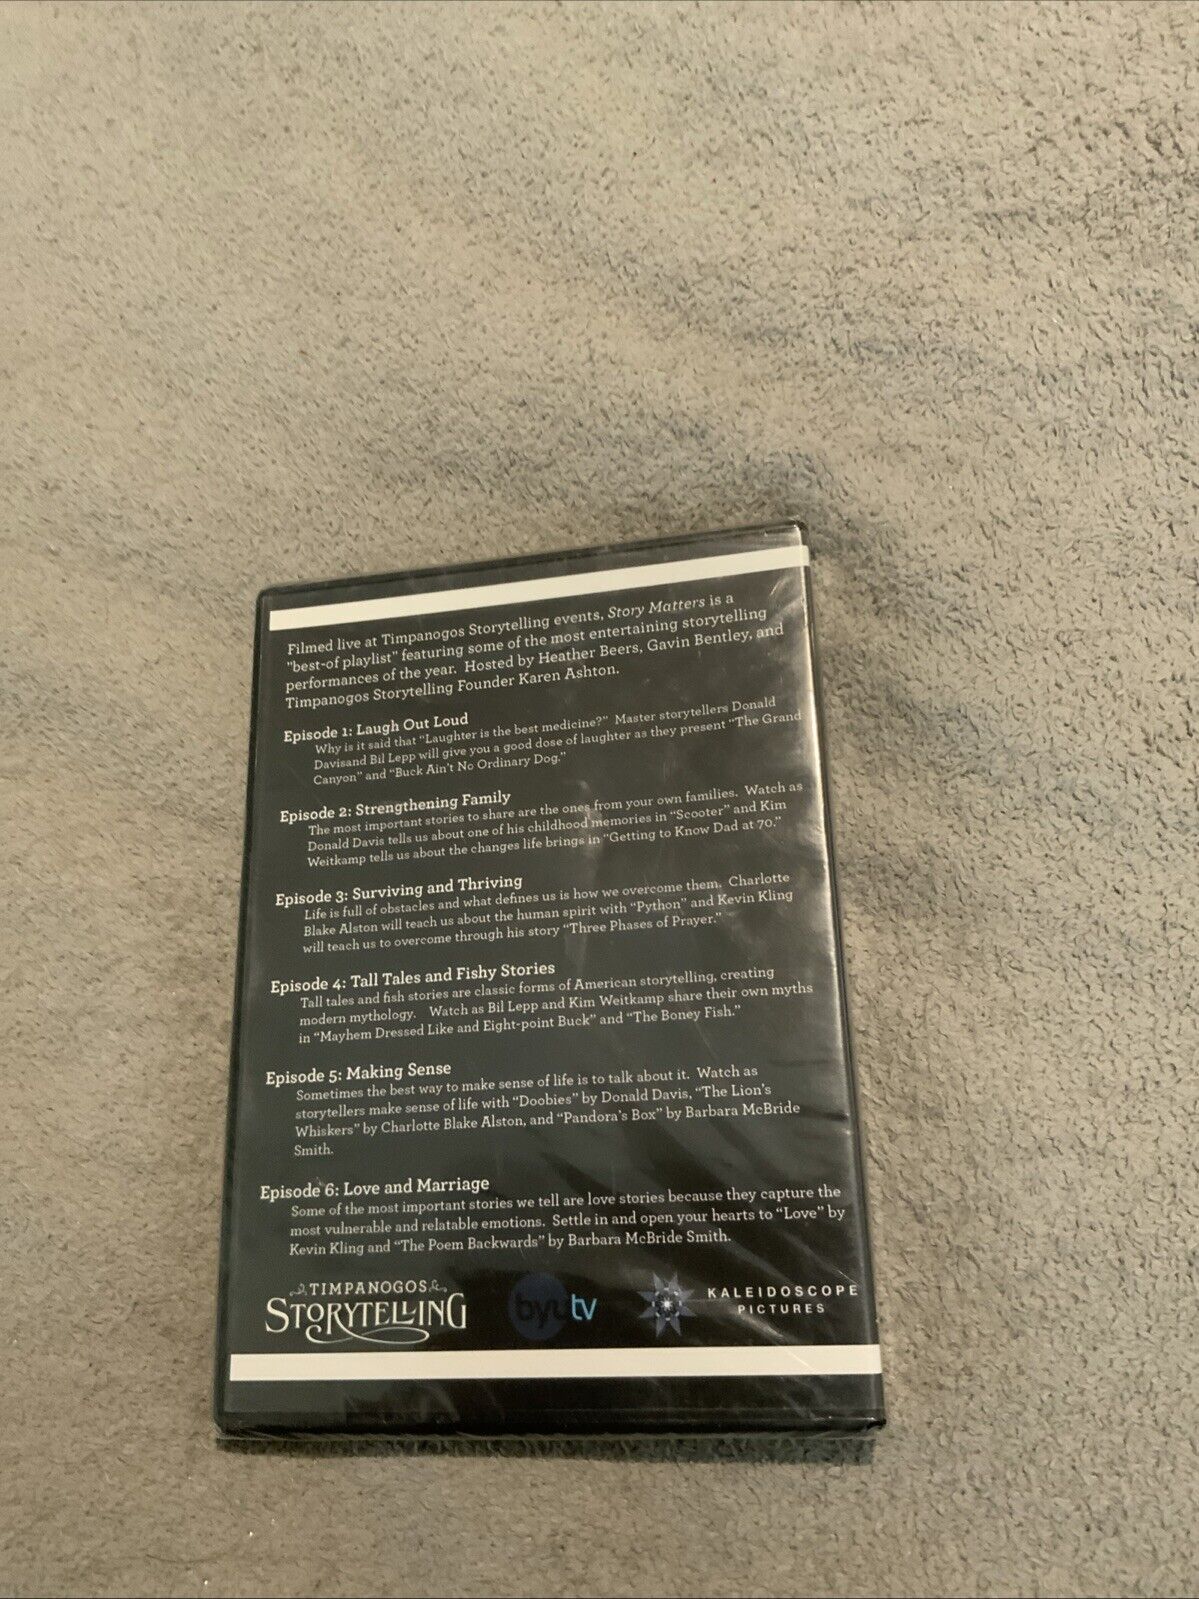 Filmed live at Timpanogos Storytelling events, Story Matters is a
"best-of playlist" featuring some of the most entertaining storytelling
performances of the year. Hosted by Heather Beers, Gavin Bentley, and
Timpanogos Storytelling Founder Karen Ashton.
Episode 1: Laugh Out Loud
Why is it said that “Laughter is the best medicine?” Master storytellers Donald
Davisand Bil Lepp will give you a good dose of laughter as they present “The Grand
Canyon” and “Buck Ain’t No Ordinary Dog.”
Episode 2: Strengthening Family
The most important stories to share are the ones from your own families. Watch as
Donald Davis tells us about one of his childhood memories in “Scooter” and Kim
Weitkamp tells us about the changes life brings in “Getting to Know Dad at 70.”
Episode 3: Surviving and Thriving
Life is full of obstacles and what defines us is how we overcome them. Charlotte
Blake Alston will teach us about the human spirit with “Python” and Kevin Kling
will teach us to overcome through his story “Three Phases of Prayer.”
Episode 4: Tall Tales and Fishy Stories
Tall tales and fish stories are classic forms of American storytelling, creating
modern mythology. Watch as Bil Lepp and Kim Weitkamp share their own myths
in “Mayhem Dressed Like and Eight-point Buck” and “The Boney Fish.”
Episode 5: Making Sense
Sometimes the best way to make sense of life is to talk about it. Watch as
storytellers make sense of life with “Doobies” by Donald Davis, “The Lion’s
Whiskers” by Charlotte Blake Alston, and “Pandora’s Box” by Barbara McBride
Smith.
Episode 6: Love and Marriage
Some of the most important stories we tell are love stories because they capture the
most vulnerable and relatable emotions. Settle in and open your hearts to “Love” by
Kevin Kling and “The Poem Backwards” by Barbara McBride Smith.
TIMPANOGOS
STORYTELLING
byutv
KALEIDOSCOPE
PICTURES